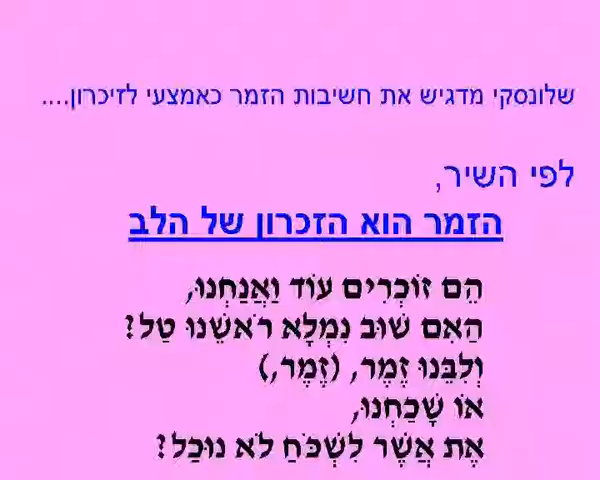 שלונסקי מדגיש את חשיבות הזמר כאמצעי לזיכרון....
לפי השיר,
הזמר הוא הזכרון של הלב
הֵם זוֹכְרִים עוֹד וַאֲנַחְנוּ,
הַאִם שׁוּב נִמְלָא רֹאשֵׁנוּ טַל?
וְלִבֵּנוּ זֶמֶר, (זֶמֶר,)
אוֹ שָׁכַחְנוּ,
אֶת אֲשֶׁר לִשְׁכֹּחַ לֹא נוּכַל?